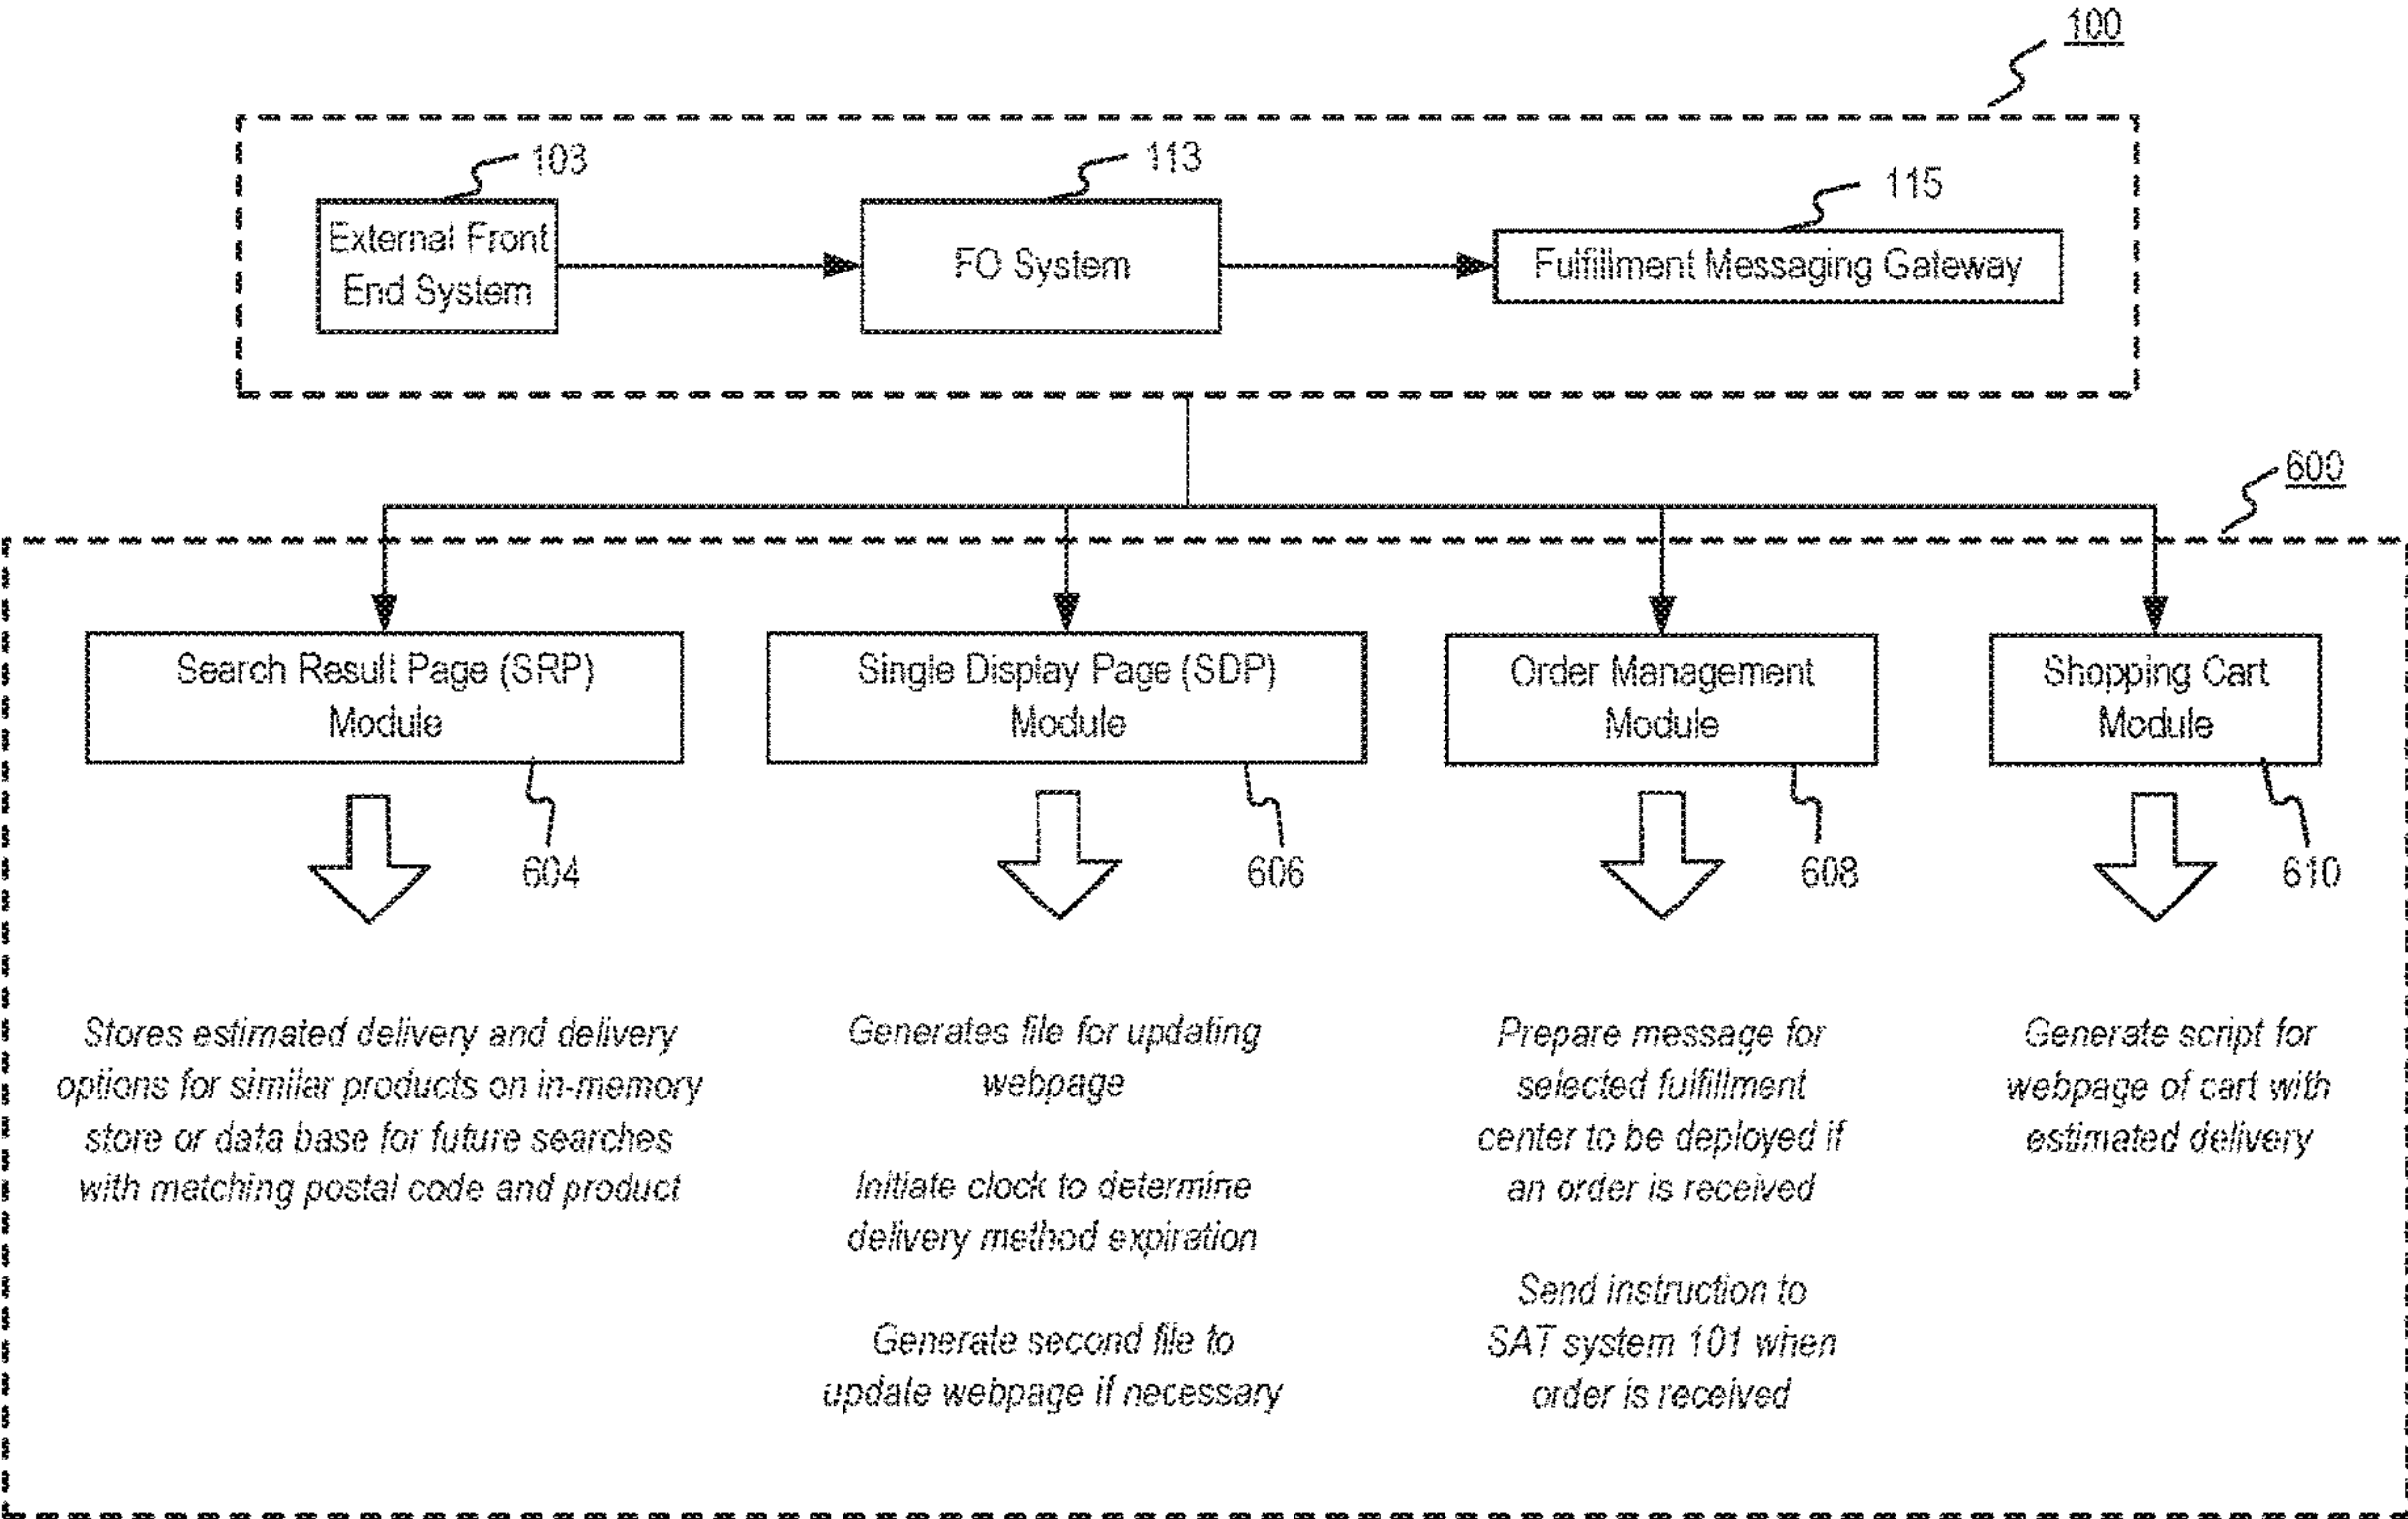 100
103
113
115
External Front
End System
FO System
Fulfillment Messaging Gateway
600
Search Result Page (SRP)
Module
Single Display Page (SDP)
Module
Order Management
Module
Shopping Cart
Module
604
606
608
610
Stores estimated delivery and delivery
options for similar products on in-memory
store or data base for future searches
with matching postal code and product
Generates file for updating
webpage
Initiate clock to determine
delivery method expiration
Generate second file to
update webpage if necessary
Prepare message for
selected fulfillment
center to be deployed if
an order is received
Send instruction to
SAT system 101 when
order is received
Generate script for
webpage of cart with
estimated delivery